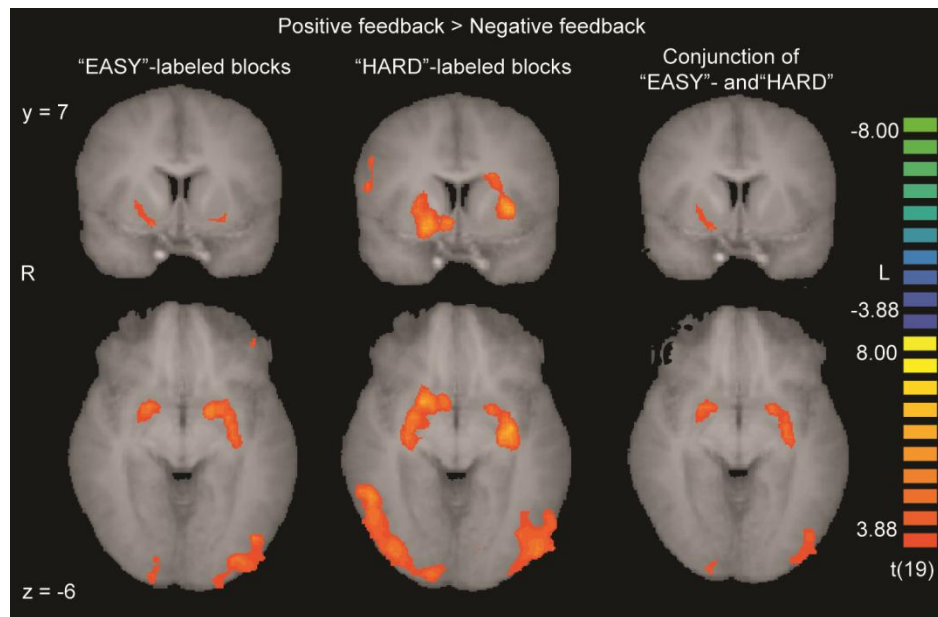 Positive feedback > Negative feedback
“EASY”-labeled blocks
“HARD”-labeled blocks
Conjunction of
“EASY”- and“HARD”
y = 7
-8.00
R
L
-3.88
8.00
3.88
t(19)
z = -6